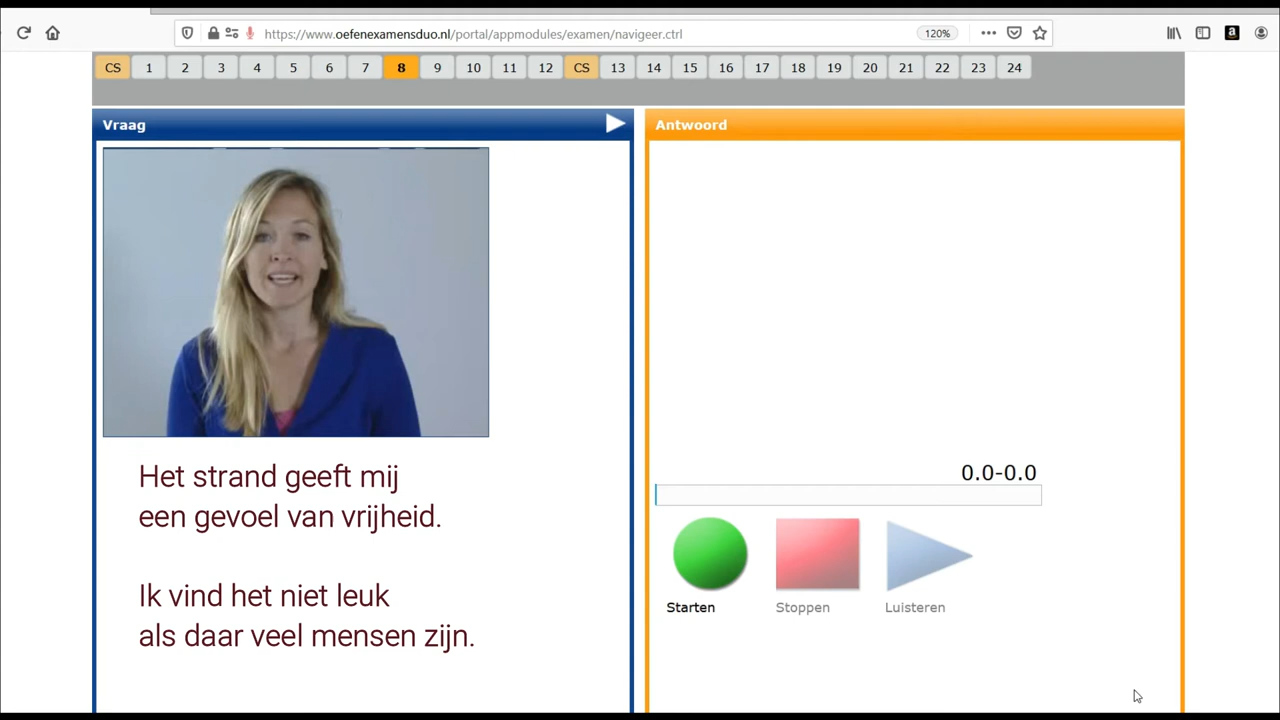 https://www.oefenexamensduo.nl/portal/appmodules/examen/navigeer.ctrl
120%
CS 1 2 3 4 5 6 7 8 9 10 11 12 CS 13 14 15 16 17 18 19 20 21 22 23 24
Vraag
Antwoord
Het strand geeft mij
een gevoel van vrijheid.
Ik vind het niet leuk
als daar veel mensen zijn.
0.0-0.0
Starten
Stoppen
Luisteren